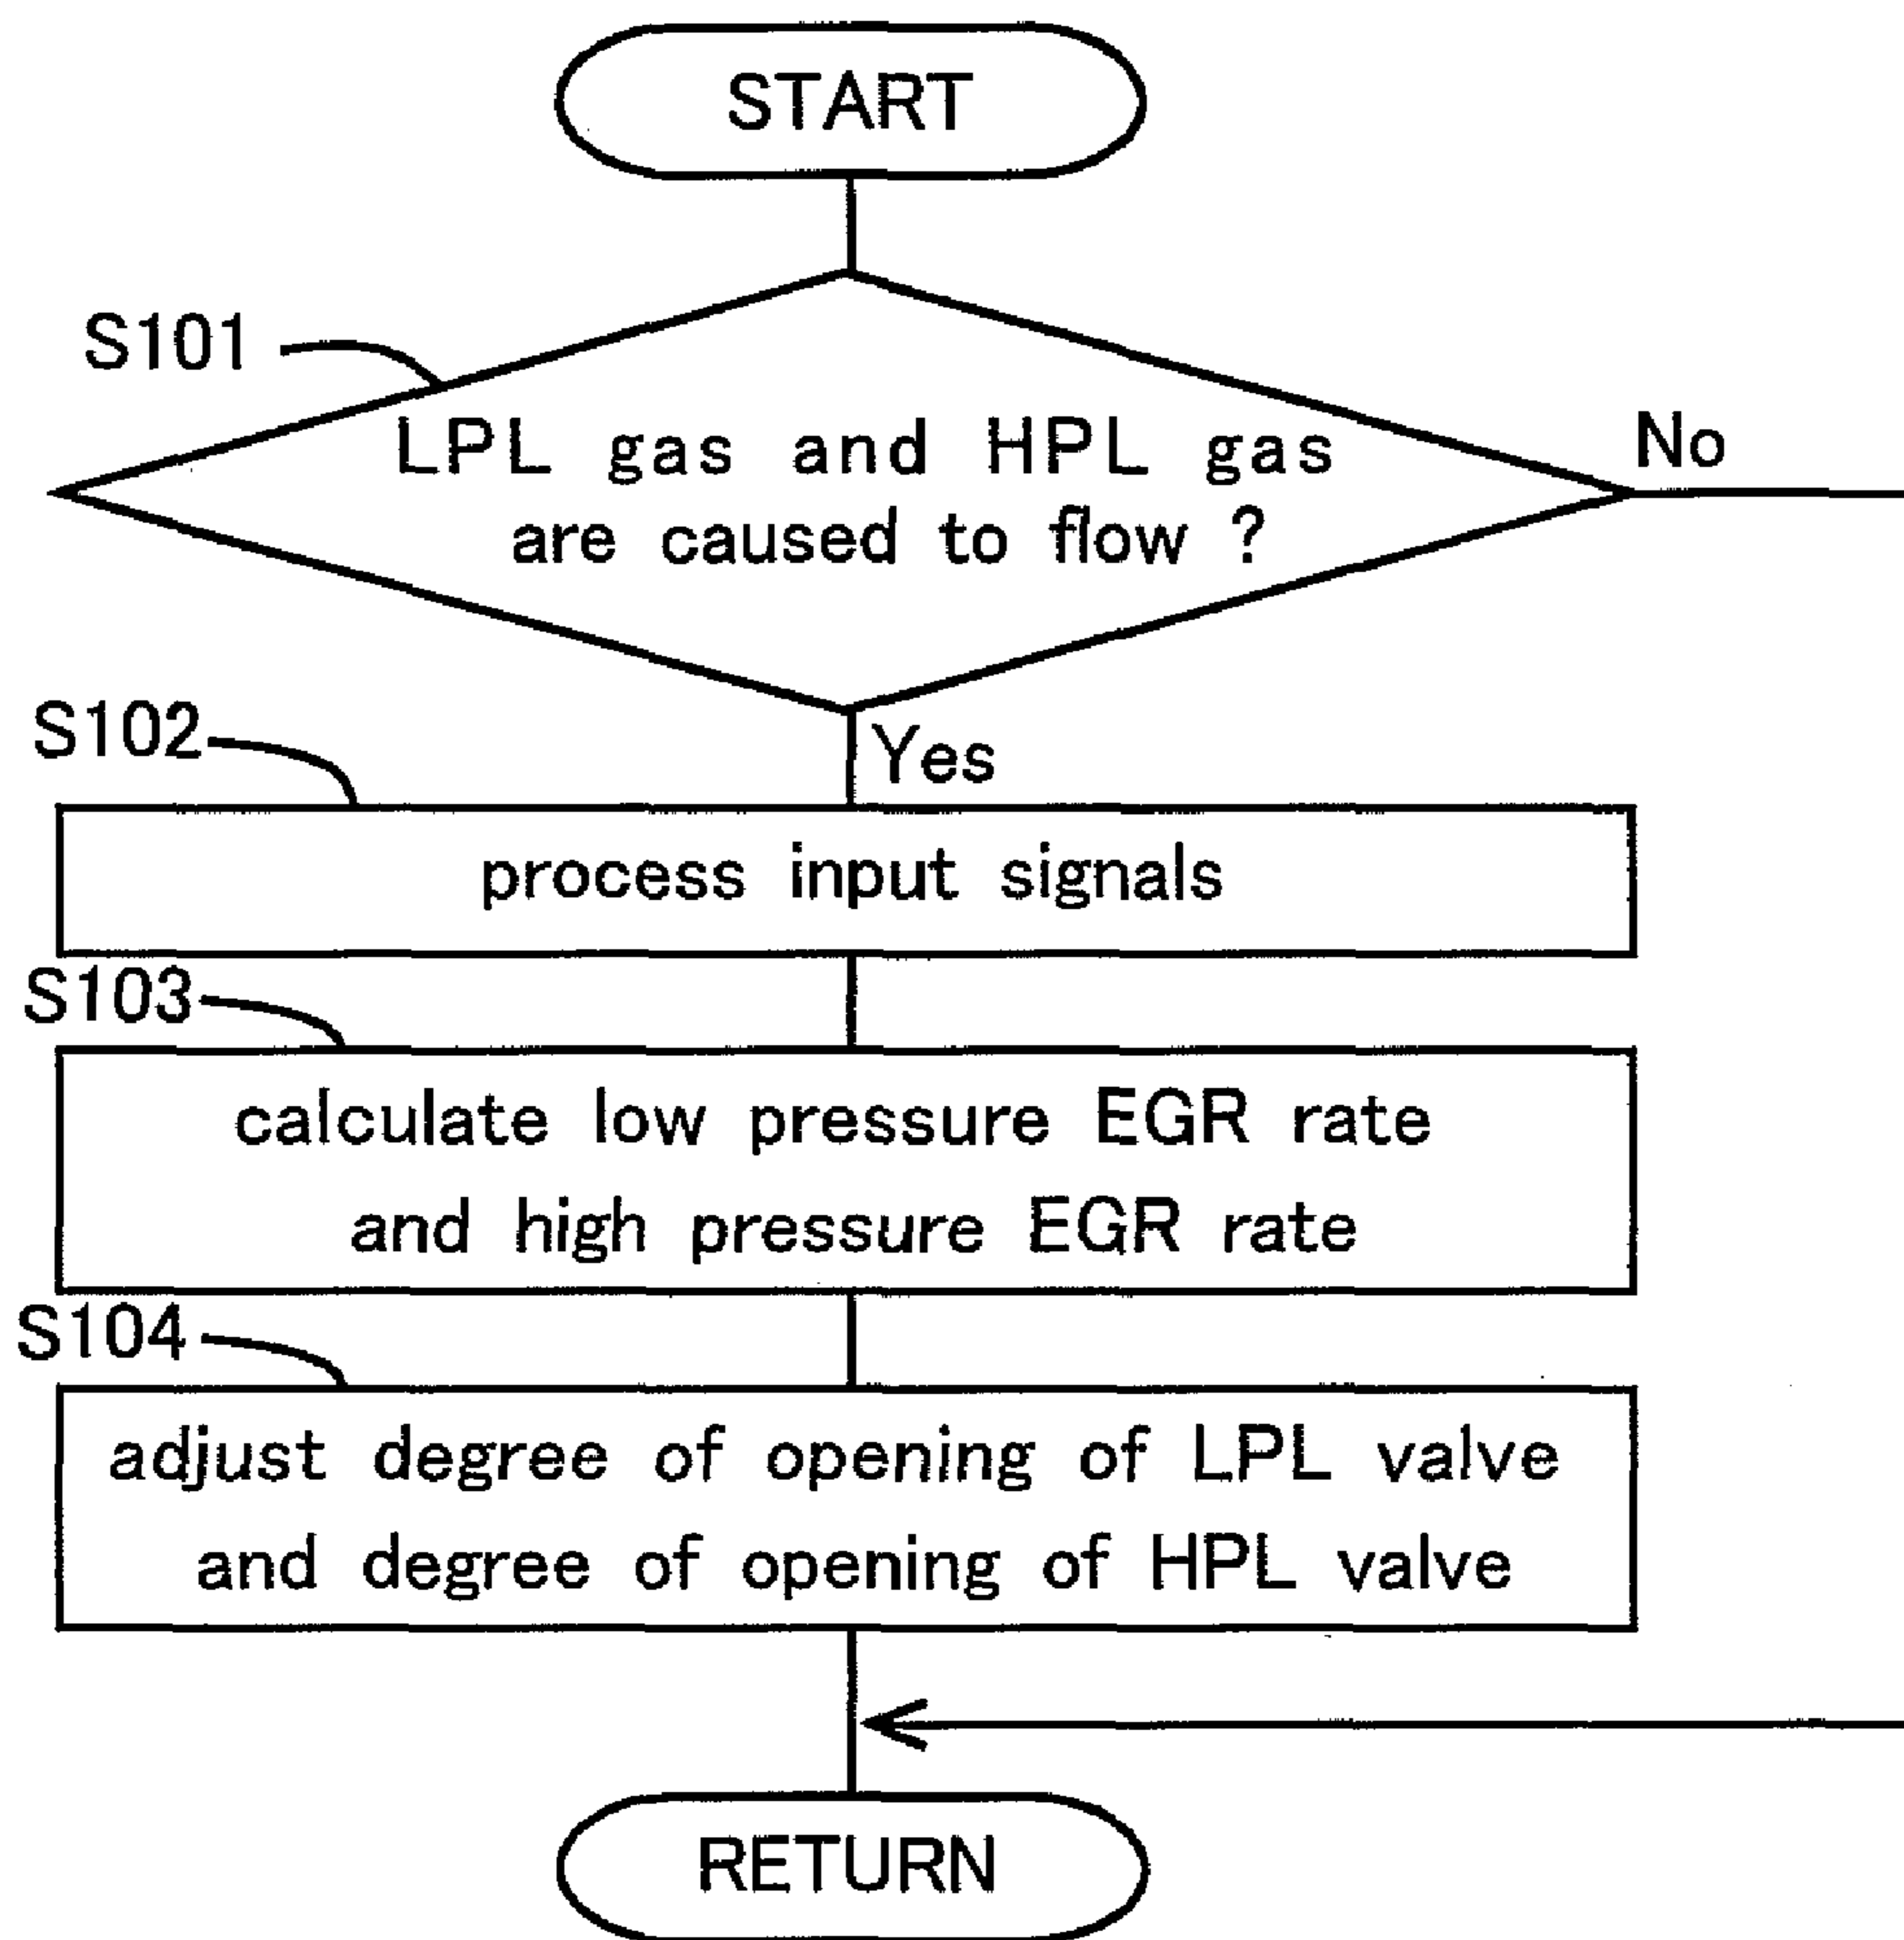 START
S101
LPL gas and HPL gas
are caused to flow ?
No
Yes
S102
process input signals
S103
calculate low pressure EGR rate
and high pressure EGR rate
S104
adjust degree of opening of LPL valve
and degree of opening of HPL valve
RETURN